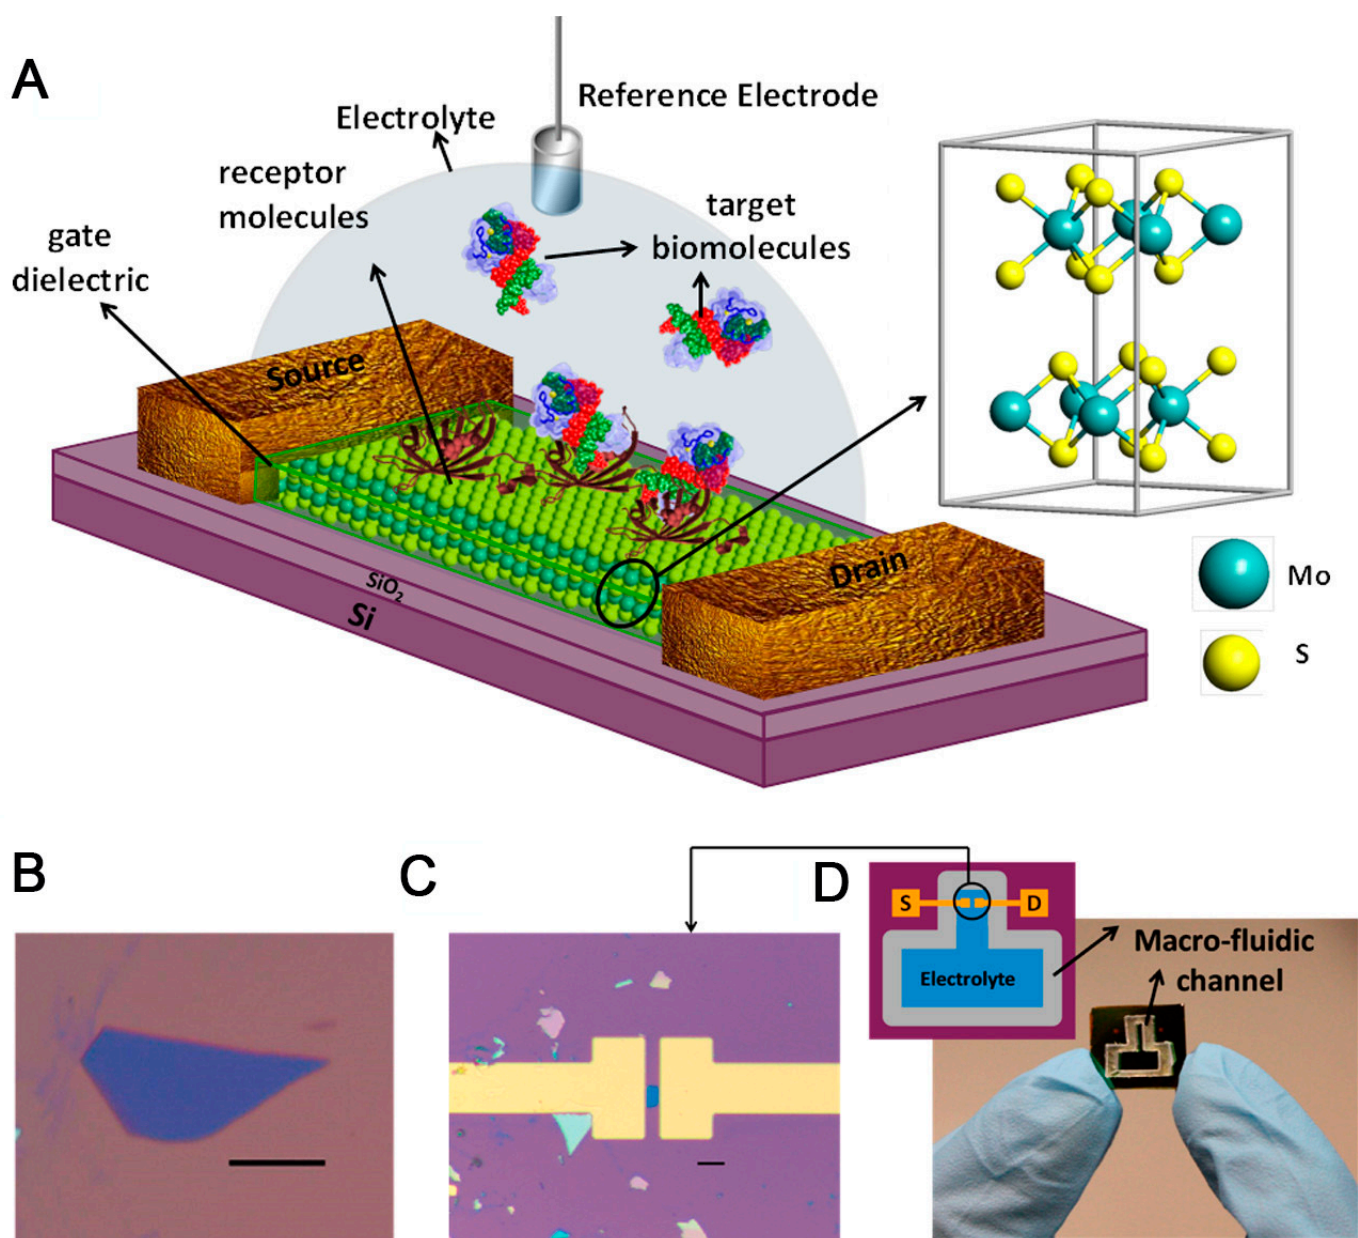 A
Reference Electrode
Electrolyte
receptor
molecules
target
biomolecules
gate
dielectric
Source
Drain
SiO2
Si
Mo
S
B
C
D
S
D
Electrolyte
Macro-fluidic
channel